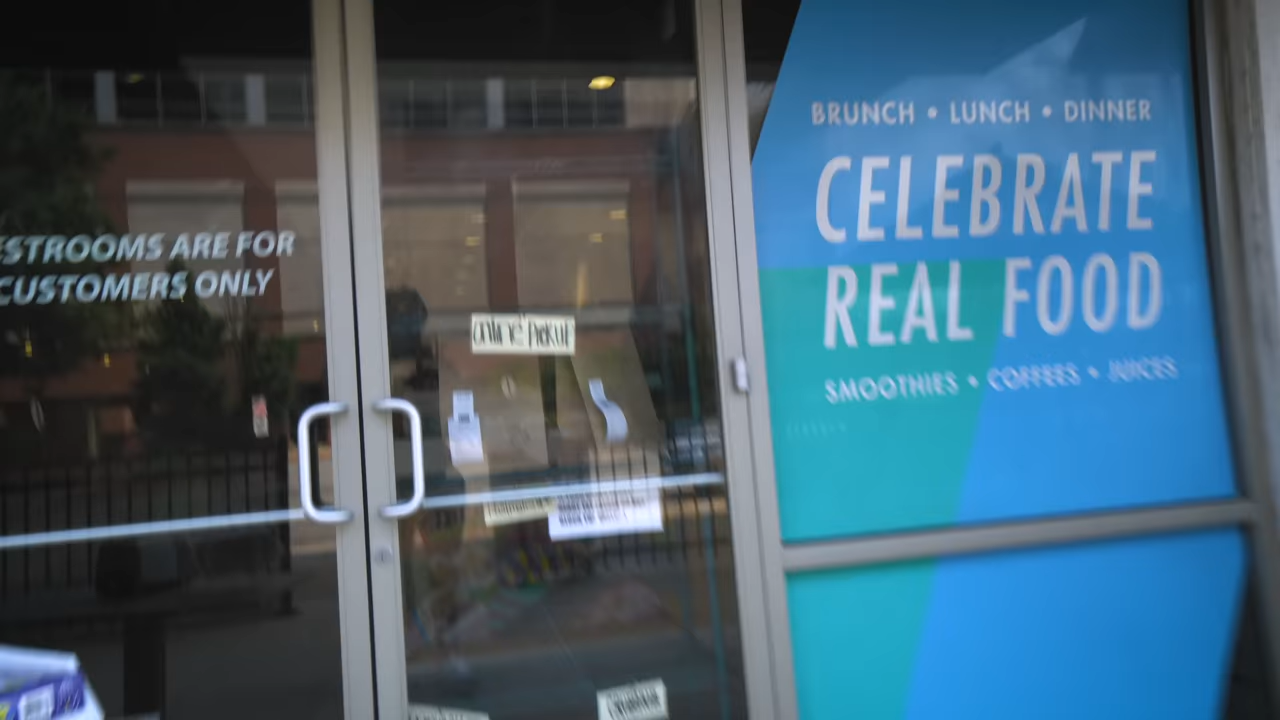 ESTROOMS ARE FOR
CUSTOMERS ONLY
online pickup
BRUNCH • LUNCH • DINNER
CELEBRATE
REAL FOOD
SMOOTHIES • COFFEES • JUICES